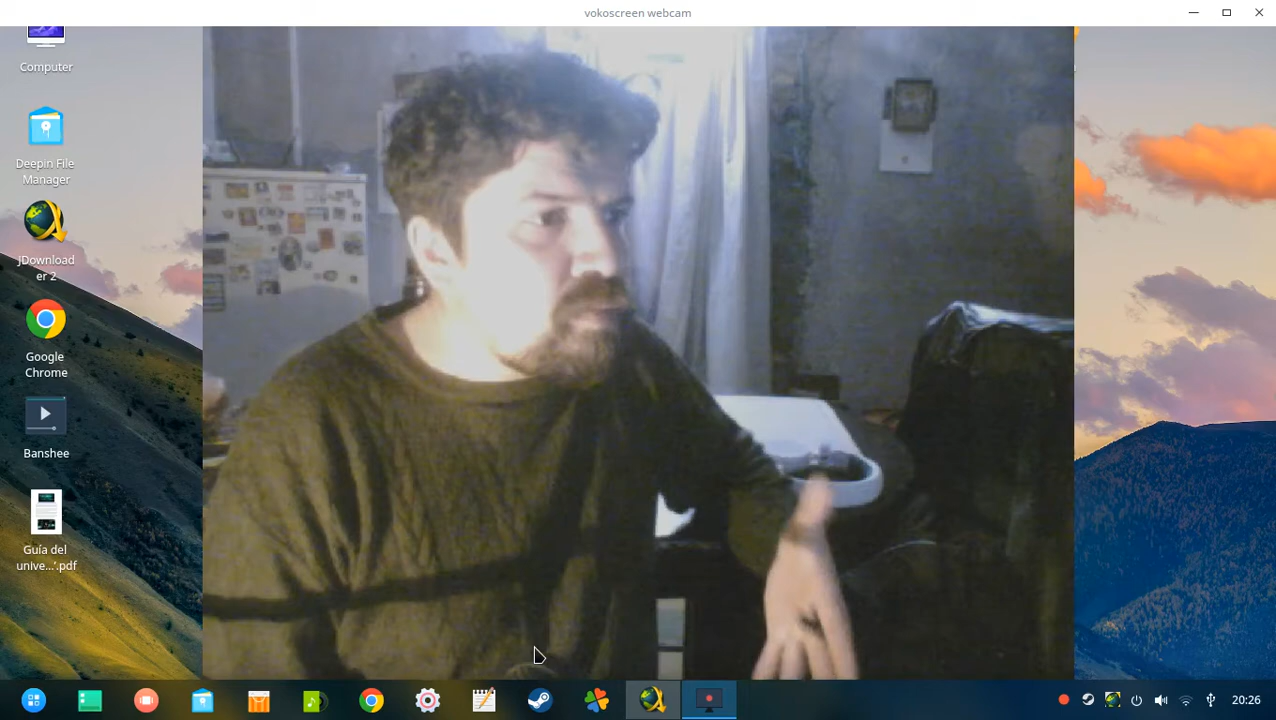 vokoscreen webcam
Computer
Deepin File
Manager
JDownload
er 2
Google
Chrome
Banshee
Guía del
unive...'.pdf
20:26